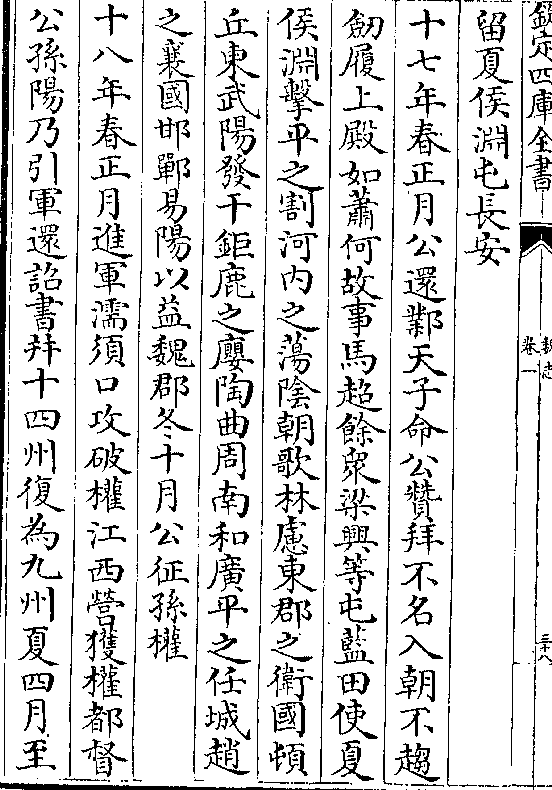 欽定四庫全書
魏志
卷一
三十八
留夏侯淵屯長安
十七年春正月公還鄴天子命公贊拜不名入朝不趨
劒履上殿如蕭何故事馬超餘衆梁興等屯藍田使夏
侯淵擊平之割河内之蕩陰朝歌林慮東郡之衛國頓
丘東武陽發干鉅鹿之廮陶曲周南和廣平之任城趙
之襄國邯鄲易陽以益魏郡冬十月公征孫權
十八年春正月進軍濡須口攻破權江西營獲權都督
公孫陽乃引軍還詔書并十四州復為九州夏四月至